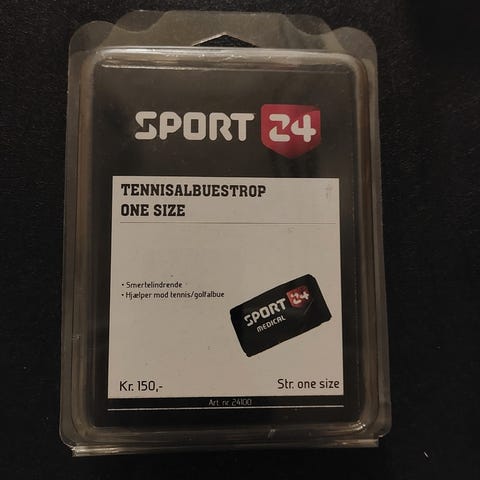 SPORT 24
TENNISALBUESTROP
ONE SIZE
• Smertelindrende
• Hjælper mod tennis/golfalbue
SPORT 24
MEDICAL
Kr. 150,-
Str. one size
Art. nr. 24100